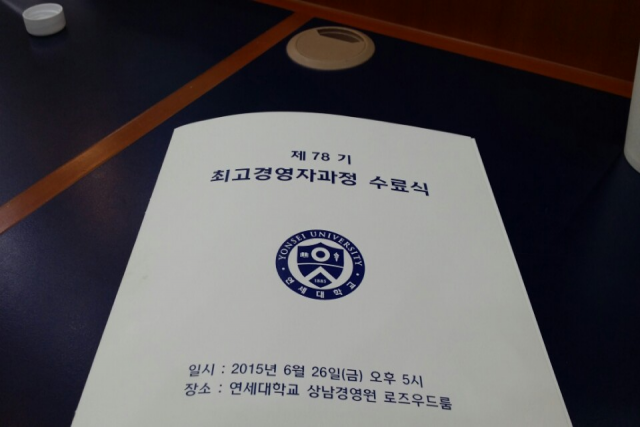 제 78 기
최고경영자과정 수료식
YONSEI UNIVERSITY
1885
연세대학교
일시 : 2015년 6월 26일(금) 오후 5시
장소 : 연세대학교 상남경영원 로즈우드룸